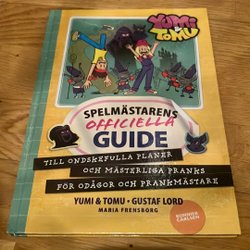 YUMI
& TOMU
SPELMÄSTARENS
OFFICIELLA
GUIDE
TILL ONDSKEFULLA PLANER
OCH MÄSTERLIGA PRANKS
FÖR ODÅGOR OCH PRANKMÄSTARE
YUMI & TOMU • GUSTAF LORD
MARIA FRENSBORG
BONNIER
CARLSEN